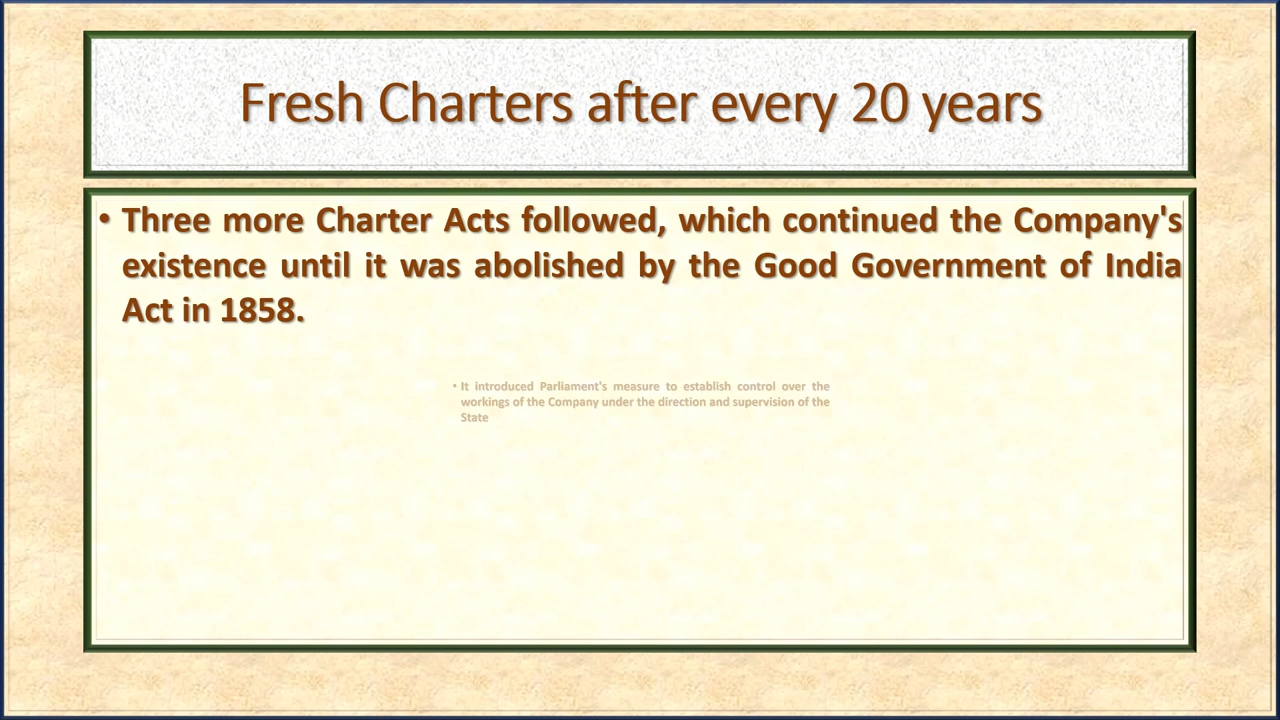 Fresh Charters after every 20 years
• Three more Charter Acts followed, which continued the Company's
existence until it was abolished by the Good Government of India
Act in 1858.
• It introduced Parliament's measure to establish control over the
workings of the Company under the direction and supervision of the
State